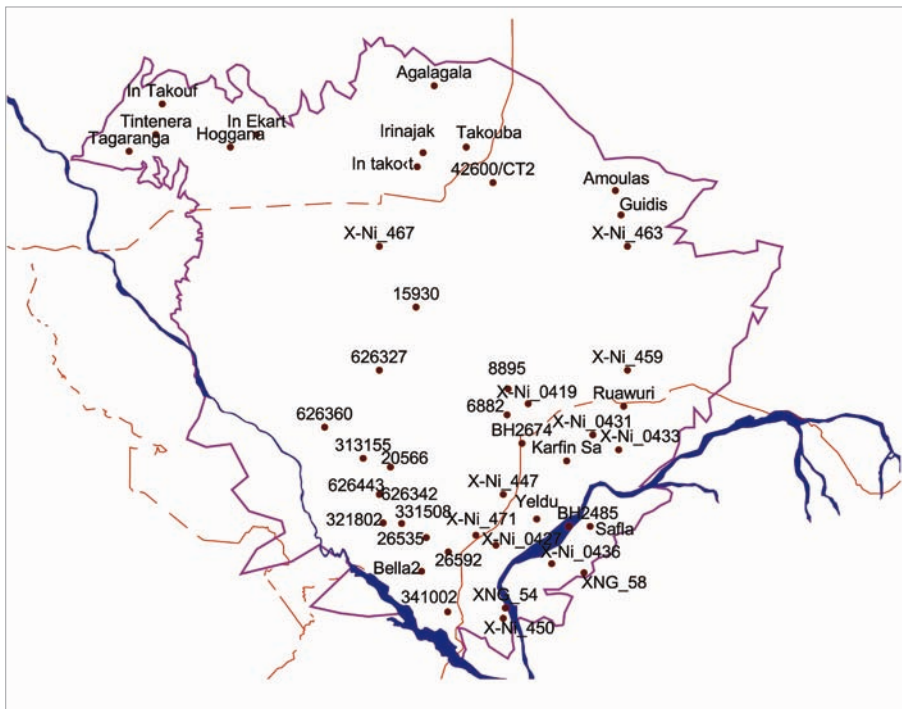 Agalagala
In Takouf
Tintenera
In Ekart
Tagaranga
Hoggana
Irinajak
Takouba
In takoxt
42600/CT2
Amoulas
Guidis
X-Ni_467
X-Ni_463
15930
626327
8895
X-Ni_459
X-Ni_0419
Ruawuri
6882
626360
X-Ni_0431
BH2674
X-Ni_0433
Karfin Sa
313155
20566
626443
626342
X-Ni_447
Yeldu
321802
331508
X-Ni_471
BH2485
Safla
26535
X-Ni_0427
26592
X-Ni_0436
Bella2
XNG_58
341002
XNG_54
X-Ni_450